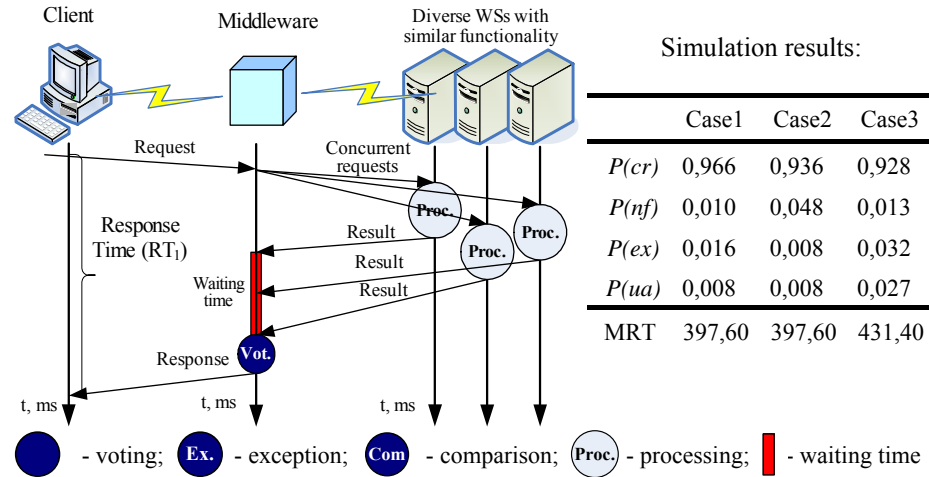 Client
Middleware
Diverse WSs with
similar functionality
Simulation results:
Case1 Case2 Case3
P(cr) 0,966 0,936 0,928
P(nf) 0,010 0,048 0,013
P(ex) 0,016 0,008 0,032
P(ua) 0,008 0,008 0,027
MRT 397,60 397,60 431,40
Request
Concurrent
requests
Proc.
Proc.
Proc.
Response
Time (RT1)
Result
Result
Result
Waiting
time
Vot.
Response
t, ms
t, ms
t, ms
- voting;
Ex. - exception;
Com - comparison;
Proc. - processing;
- waiting time